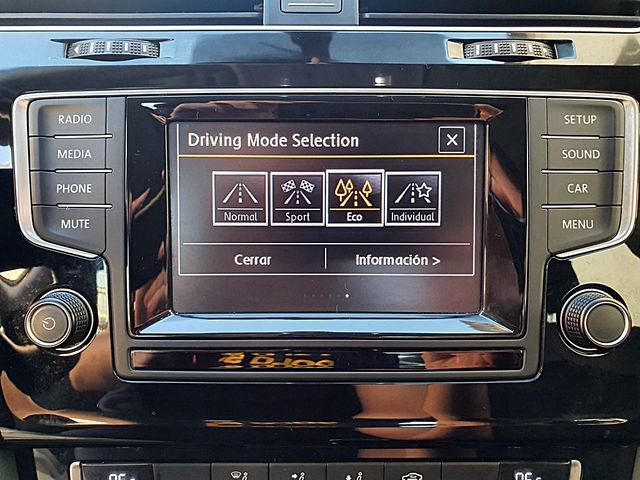 RADIO
MEDIA
PHONE
MUTE
Driving Mode Selection X
Normal Sport Eco Individual
Cerrar Información >
SETUP
SOUND
CAR
MENU